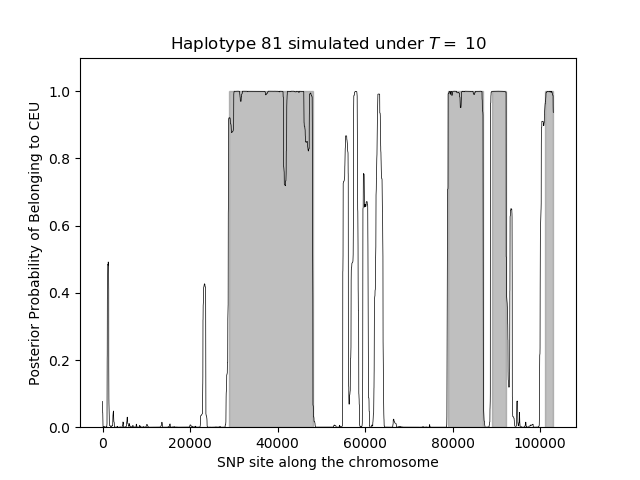 Haplotype 81 simulated under T = 10
Posterior Probability of Belonging to CEU
1.0
0.8
0.6
0.4
0.2
0.0
0 20000 40000 60000 80000 100000
SNP site along the chromosome